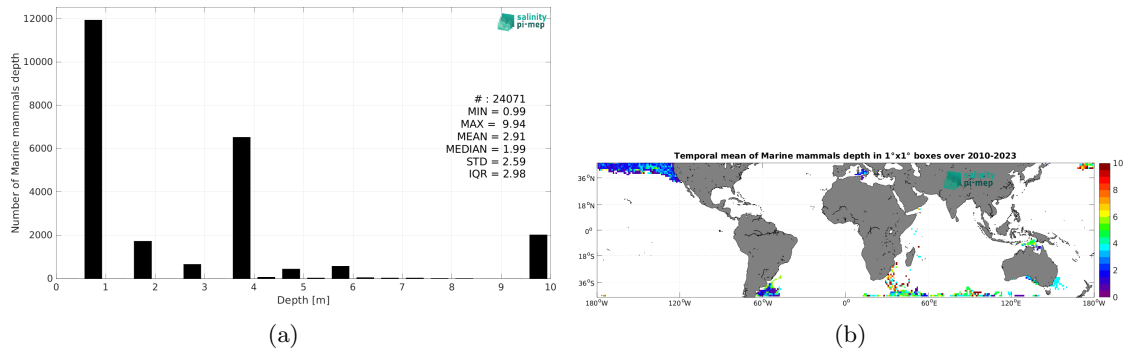 12000
10000
8000
6000
4000
2000
0
Number of Marine mammals depth
salinity
pi-mep
# : 24071
MIN = 0.99
MAX = 9.94
MEAN = 2.91
MEDIAN = 1.99
STD = 2.59
IQR = 2.98
0 1 2 3 4 5 6 7 8 9 10
Depth [m]
(a)
Temporal mean of Marine mammals depth in 1°x1° boxes over 2010-2023
36°N
18°N
0°
18°S
36°S
salinity
pi-mep
180°W 120°W 60°W 0° 60°E 120°E 180°W
10
8
6
4
2
0
(b)